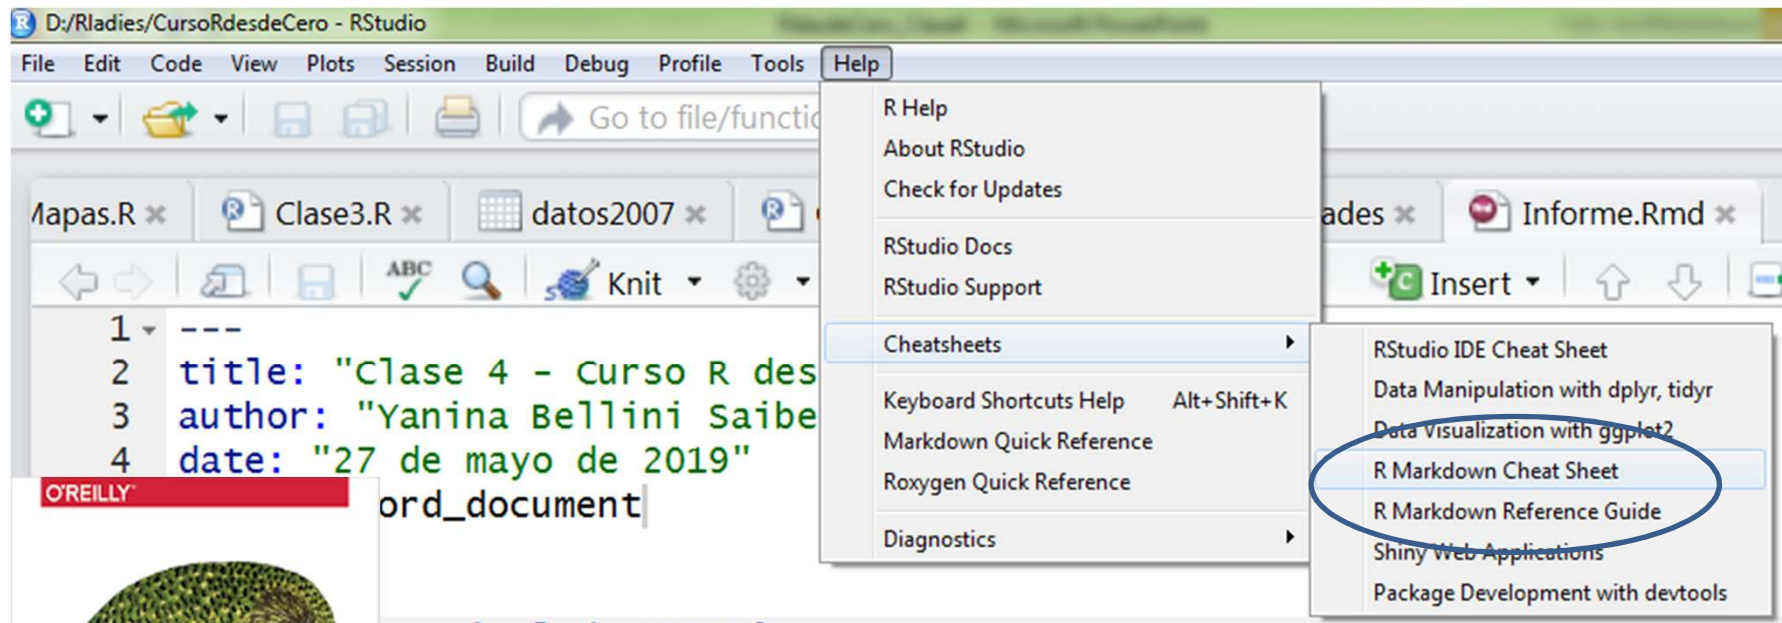 D:/Rladies/CursoRdesdeCero - RStudio
File Edit Code View Plots Session Build Debug Profile Tools Help
Go to file/functio
R Help
About RStudio
Check for Updates
RStudio Docs
RStudio Support
Cheatsheets
Keyboard Shortcuts Help Alt+Shift+K
Markdown Quick Reference
Roxygen Quick Reference
Diagnostics
RStudio IDE Cheat Sheet
Data Manipulation with dplyr, tidyr
Data Visualization with ggplot2
R Markdown Cheat Sheet
R Markdown Reference Guide
Shiny Web Applications
Package Development with devtools
Mapas.R Clase3.R datos2007 ades Informe.Rmd
ABC Knit Insert
1 ---
2 title: "Clase 4 - Curso R des
3 author: "Yanina Bellini Saibe
4 date: "27 de mayo de 2019"
ord_document
O'REILLY